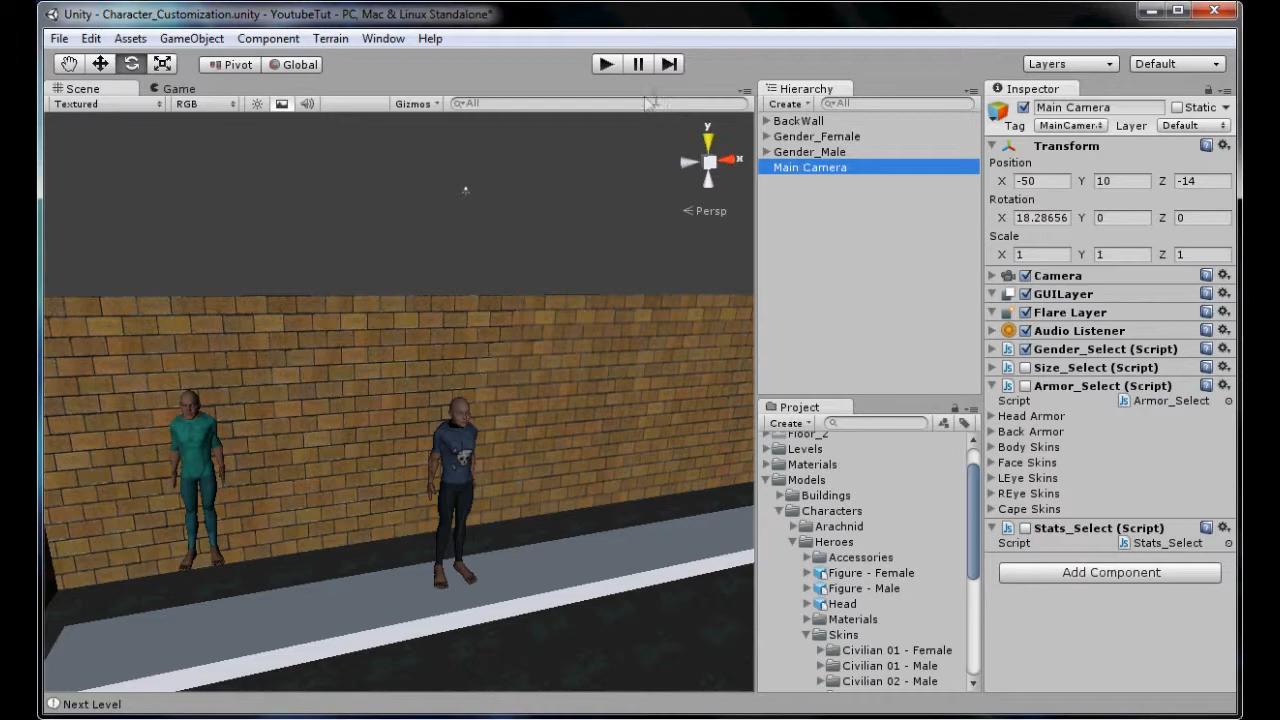 Unity - Character_Customization.unity - YoutubeTut - PC, Mac & Linux Standalone*
File Edit Assets GameObject Component Terrain Window Help
Pivot Global Layers Default
Scene Game
Textured RGB Gizmos All
y
x
Persp
Hierarchy
Create All
BackWall
Gender_Female
Gender_Male
Main Camera
Project
Create
Floor_2
Levels
Materials
Models
Buildings
Characters
Arachnid
Heroes
Accessories
Figure - Female
Figure - Male
Head
Materials
Skins
Civilian 01 - Female
Civilian 01 - Male
Civilian 02 - Male
Inspector
Main Camera Static
Tag MainCamer Layer Default
Transform
Position
X -50 Y 10 Z -14
Rotation
X 18.28656 Y 0 Z 0
Scale
X 1 Y 1 Z 1
Camera
GUILayer
Flare Layer
Audio Listener
Gender_Select (Script)
Size_Select (Script)
Armor_Select (Script)
Script Armor_Select
Head Armor
Back Armor
Body Skins
Face Skins
LEye Skins
REye Skins
Cape Skins
Stats_Select (Script)
Script Stats_Select
Add Component
Next Level